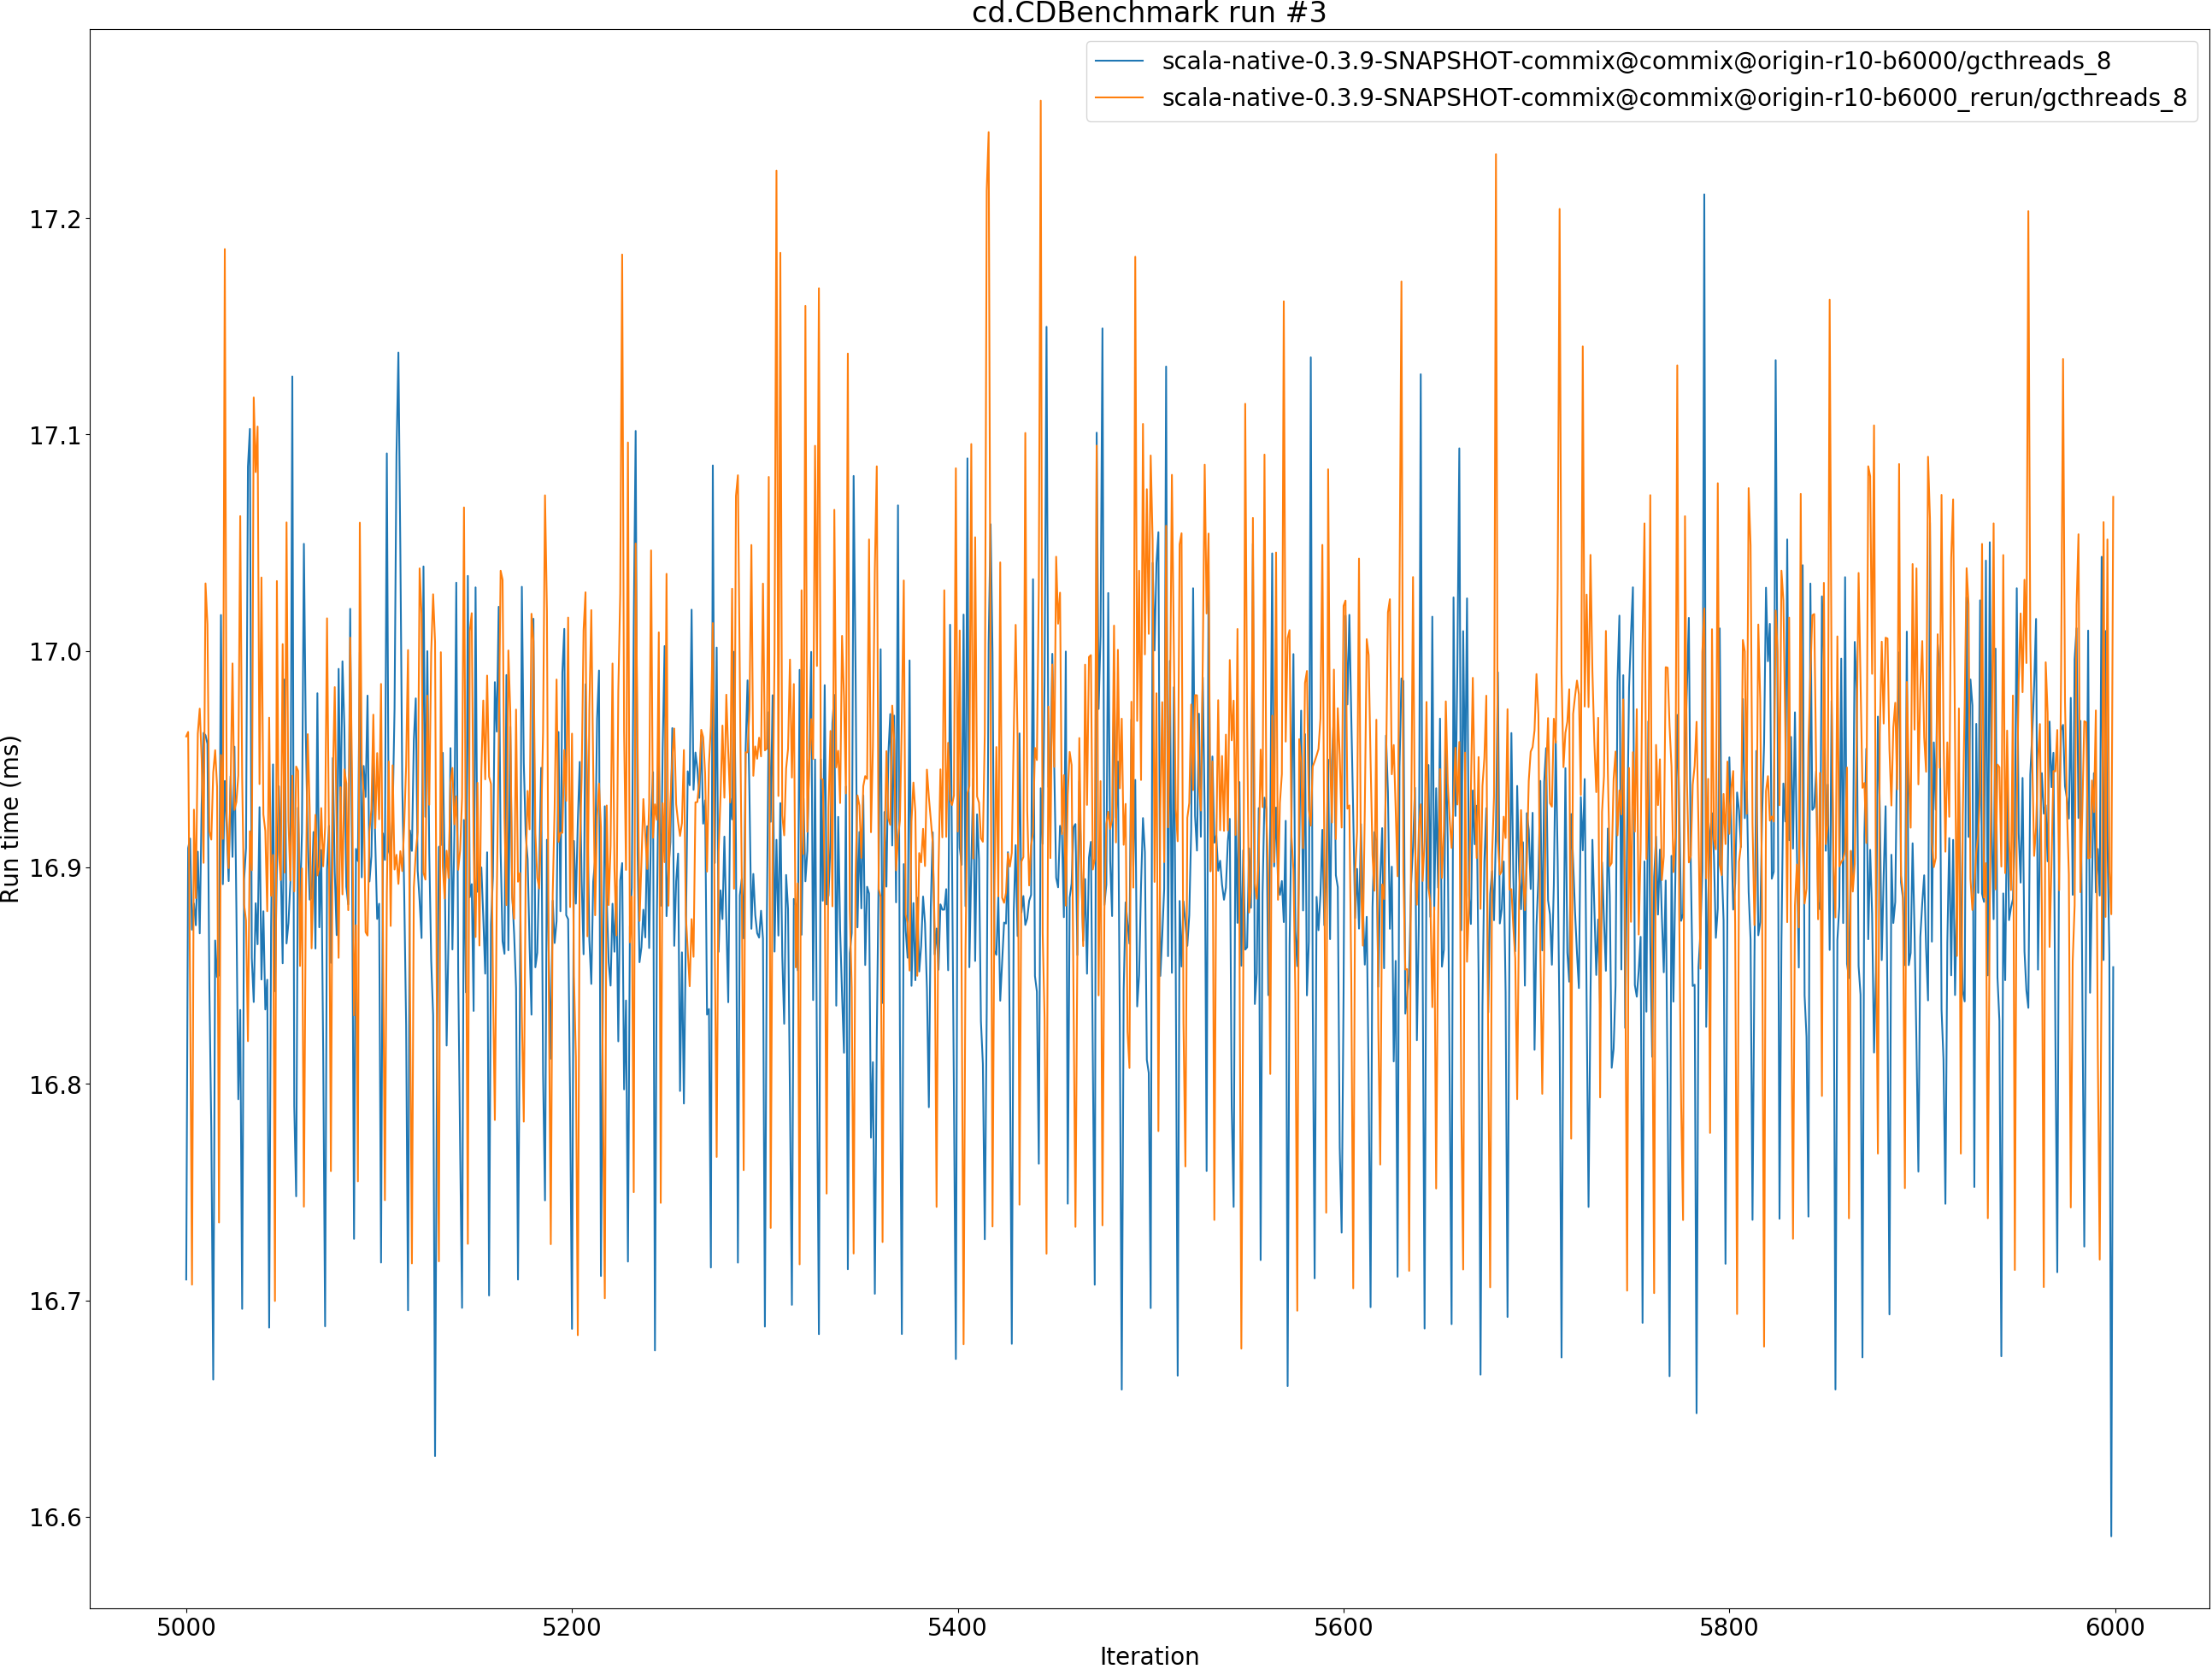 cd.CDBenchmark run #3
scala-native-0.3.9-SNAPSHOT-commix@commix@origin-r10-b6000/gcthreads_8
scala-native-0.3.9-SNAPSHOT-commix@commix@origin-r10-b6000_rerun/gcthreads_8
Run time (ms)
17.2
17.1
17.0
16.9
16.8
16.7
16.6
5000 5200 5400 5600 5800 6000
Iteration